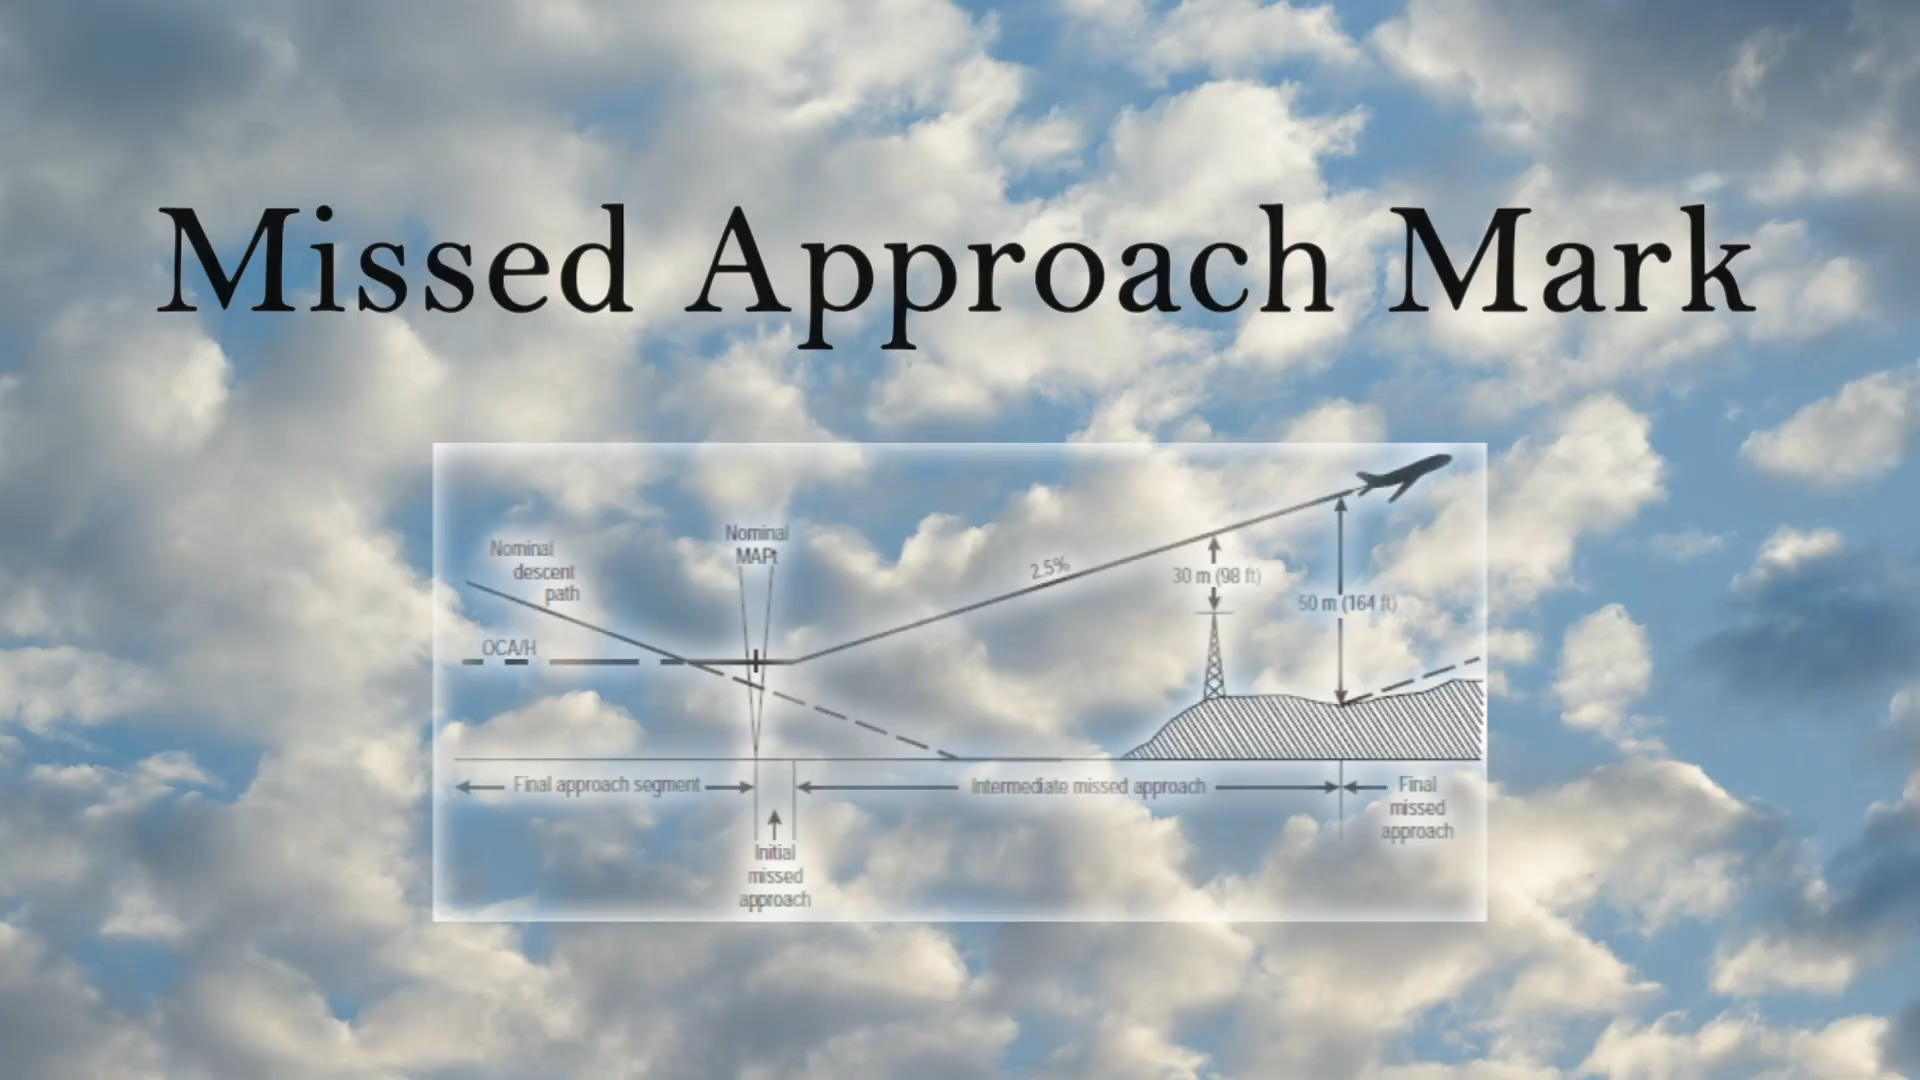 Missed Approach Mark
Nominal
MAPt
Nominal
descent
path
2.5%
30 m (98 ft)
50 m (164 ft)
OCA/H
Final approach segment
Intermediate missed approach
Final
missed
approach
Initial
missed
approach